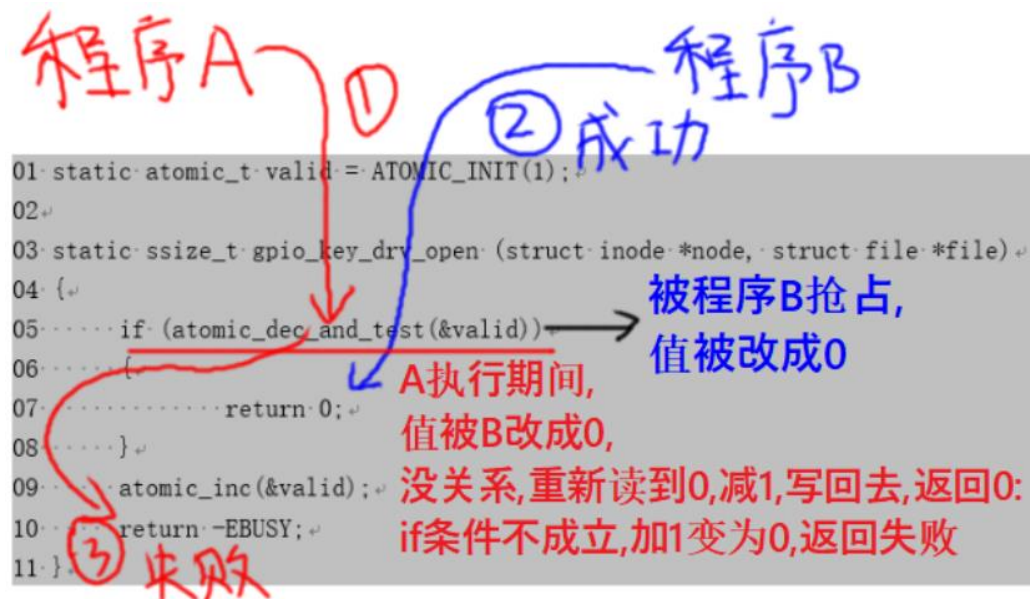 程序A
①
程序B
②
成功
01 static atomic_t valid = ATOMIC_INIT(1);
02
03 static ssize_t gpio_key_drv_open (struct inode *node, struct file *file)
04 {
05 if (atomic_dec_and_test(&valid))
被程序B抢占,
值被改成0
06 {
07 return 0;
A执行期间,
值被B改成0,
08 }
09 atomic_inc(&valid);
没关系,重新读到0,减1,写回去,返回0:
10 return -EBUSY;
if条件不成立,加1变为0,返回失败
11 }
③
失败